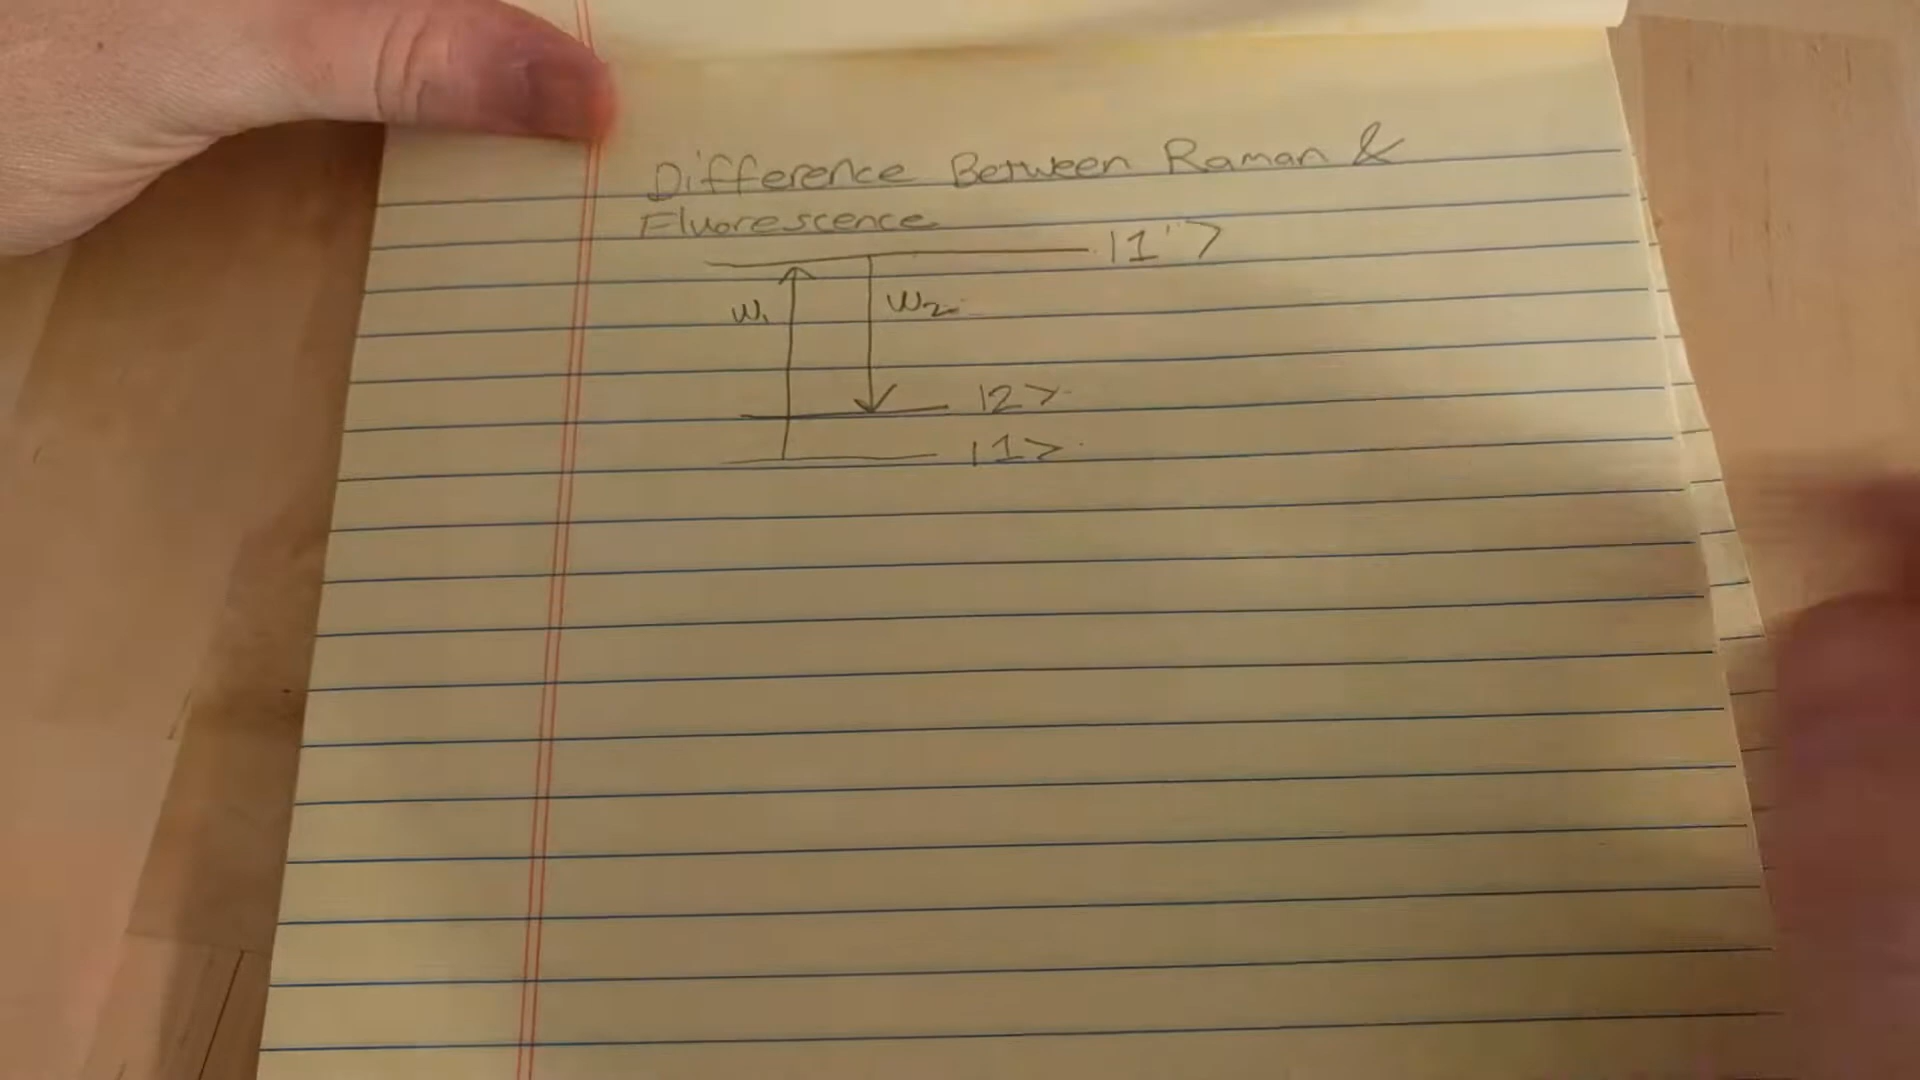 Difference Between Raman &
Fluorescence
|1'>
w₁ w₂
|2>
|1>